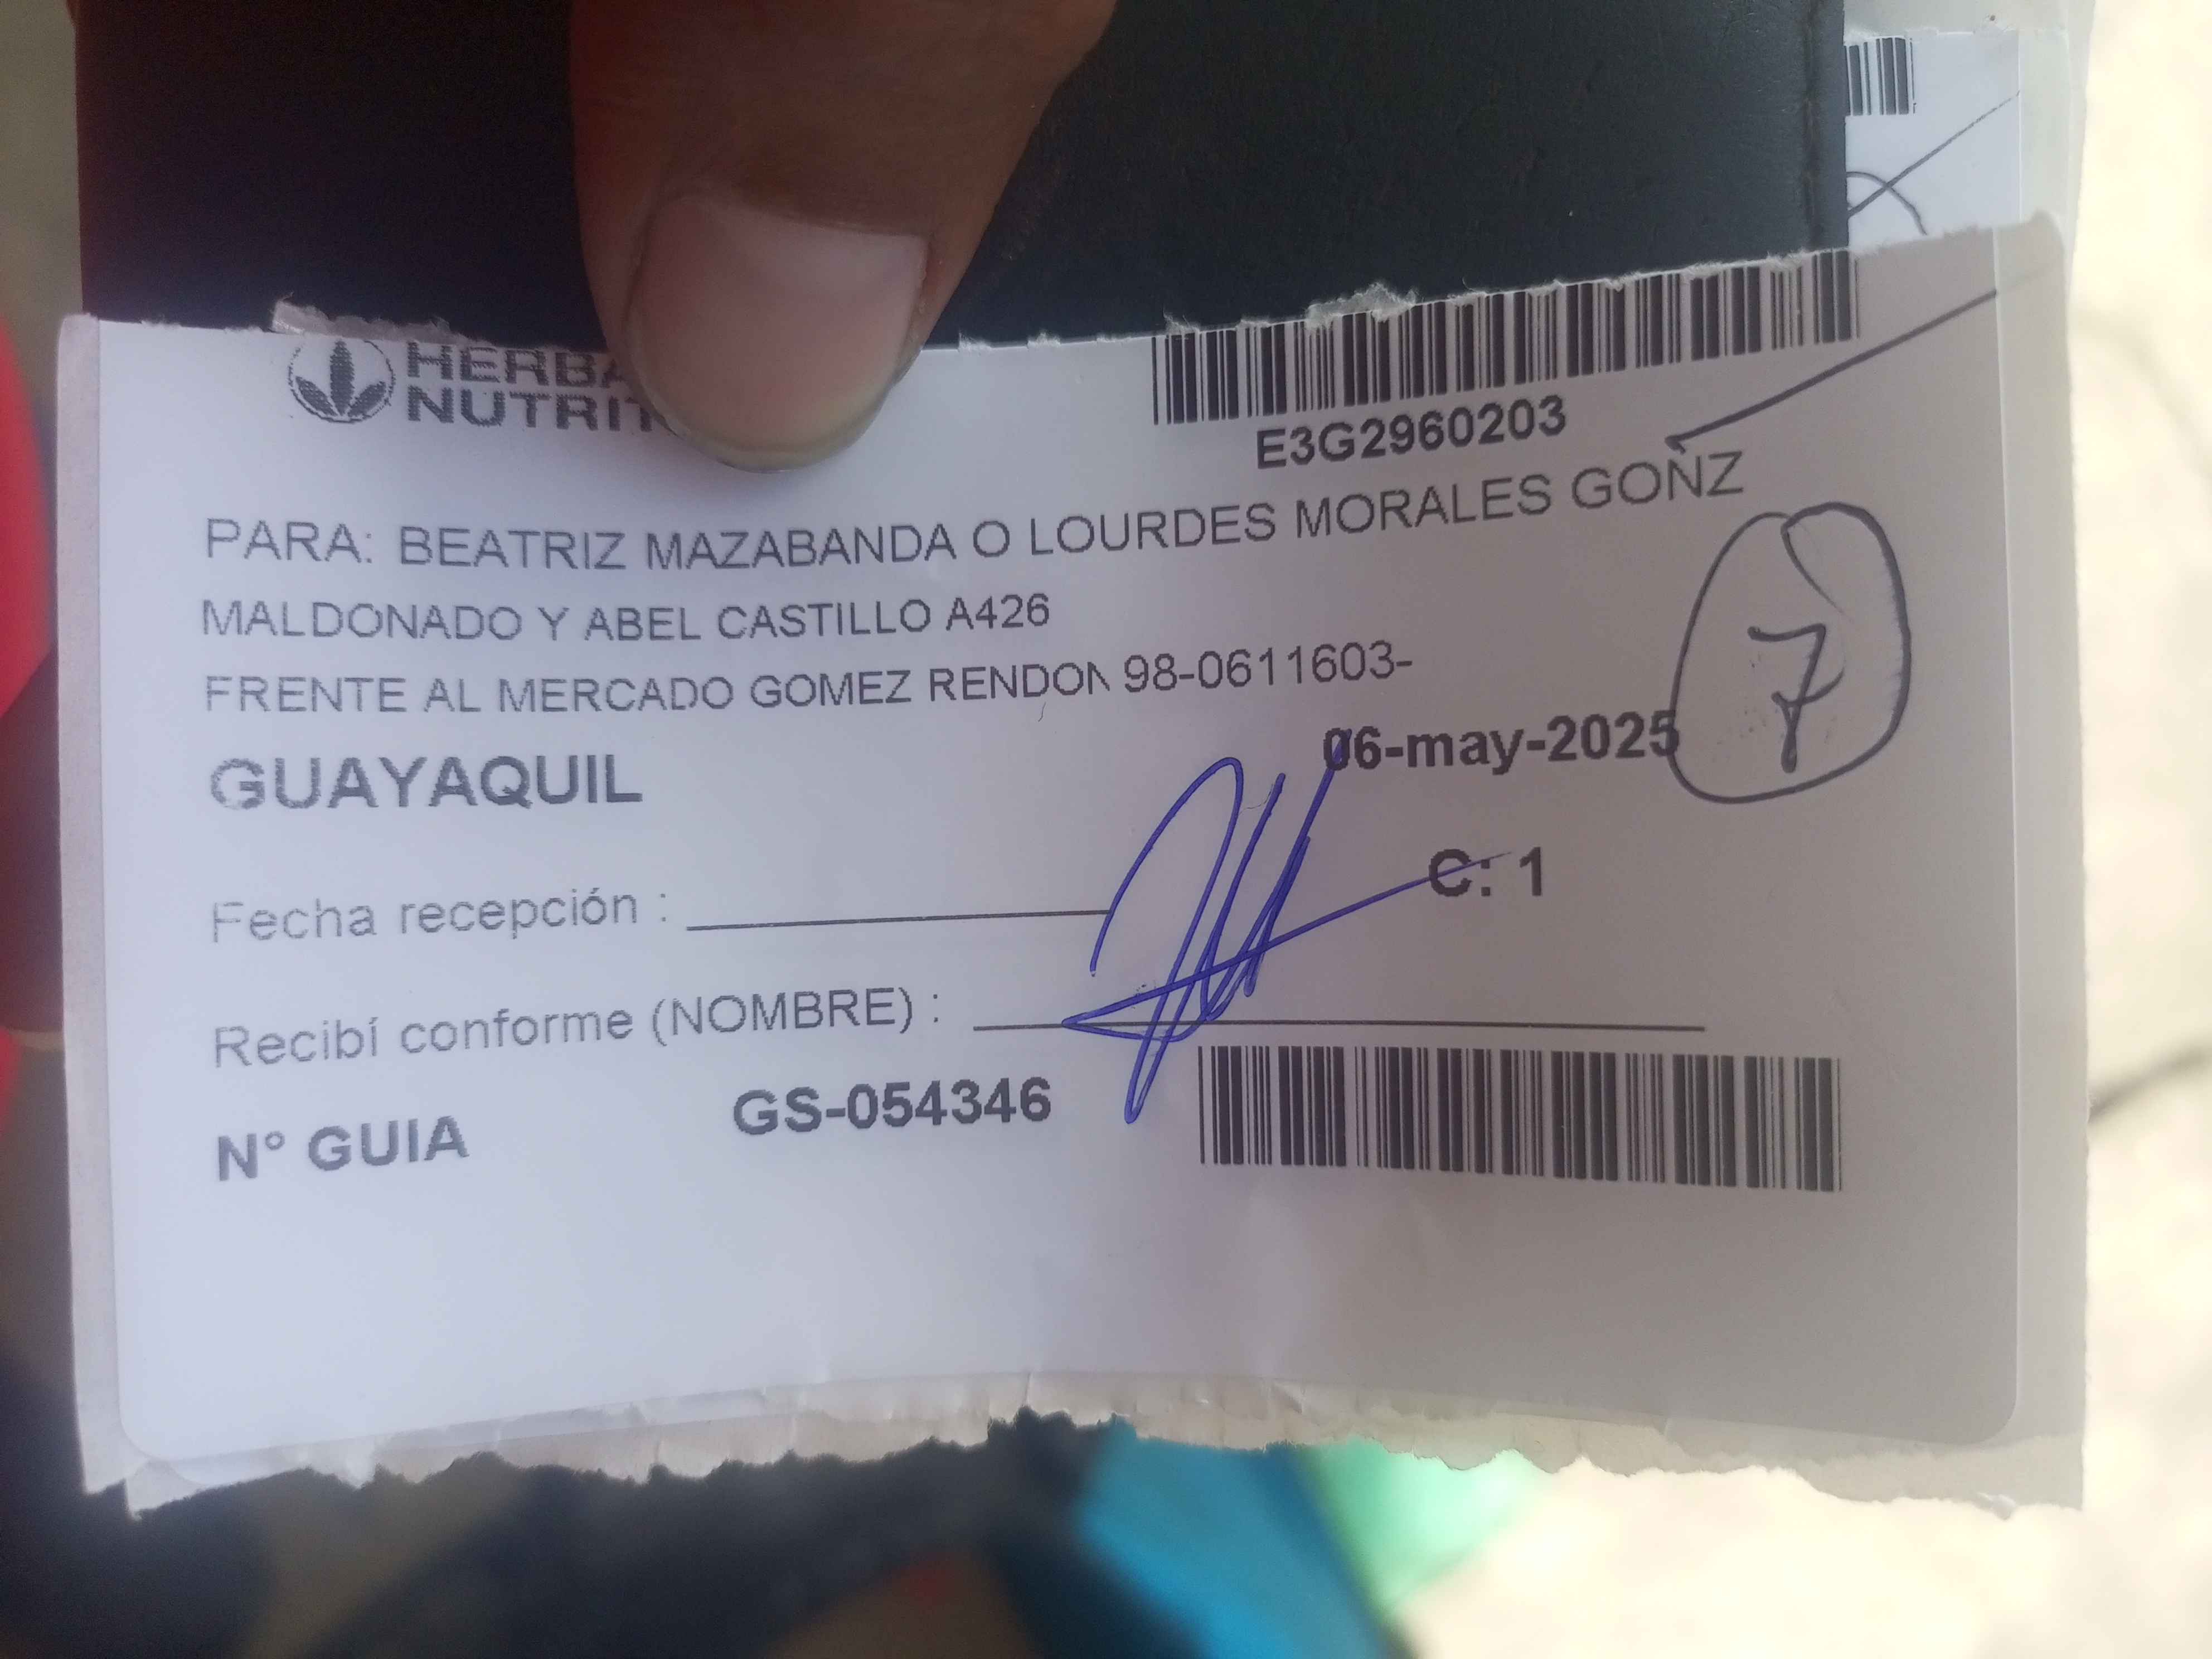 HERBA
NUTRIT
E3G2960203
PARA: BEATRIZ MAZABANDA O LOURDES MORALES GONZ
MALDONADO Y ABEL CASTILLO A426
FRENTE AL MERCADO GOMEZ RENDON 98-0611603-
7
06-may-2025
GUAYAQUIL
C: 1
Fecha recepción :
Recibí conforme (NOMBRE) :
N° GUIA GS-054346